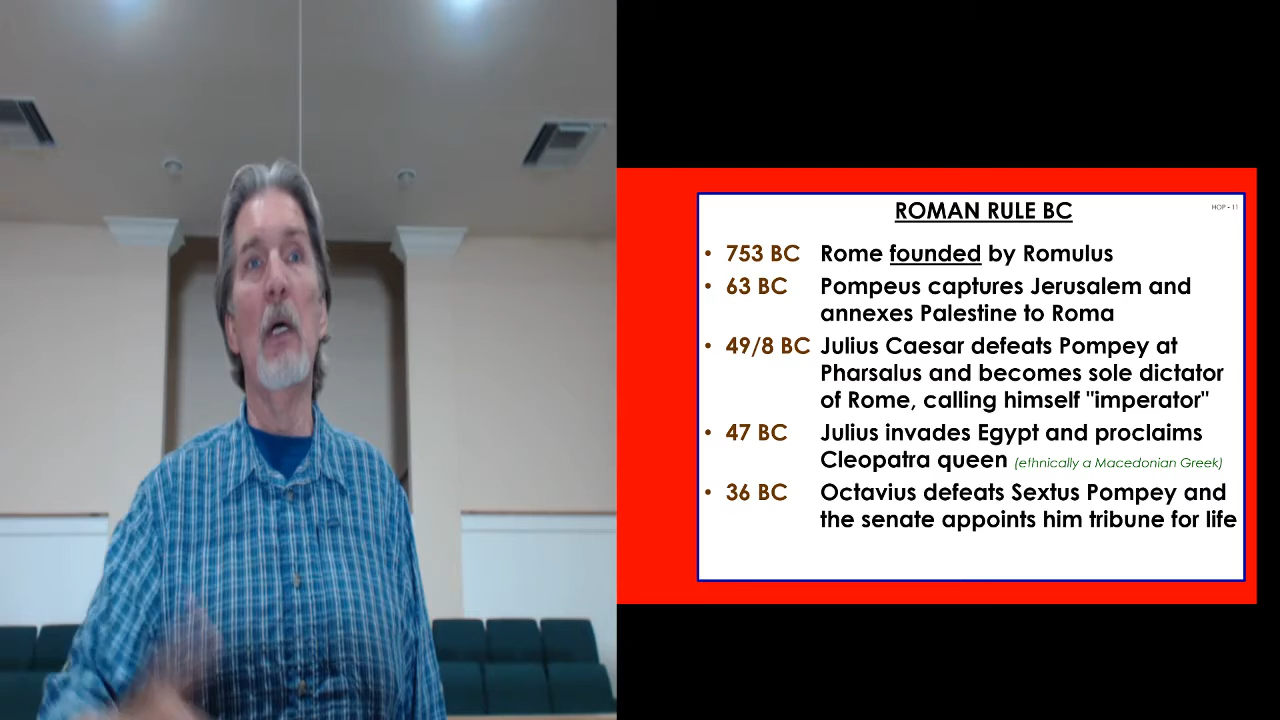 ROMAN RULE BC
HOP - 11
• 753 BC Rome founded by Romulus
• 63 BC Pompeus captures Jerusalem and
annexes Palestine to Roma
• 49/8 BC Julius Caesar defeats Pompey at
Pharsalus and becomes sole dictator
of Rome, calling himself "imperator"
• 47 BC Julius invades Egypt and proclaims
Cleopatra queen (ethnically a Macedonian Greek)
• 36 BC Octavius defeats Sextus Pompey and
the senate appoints him tribune for life